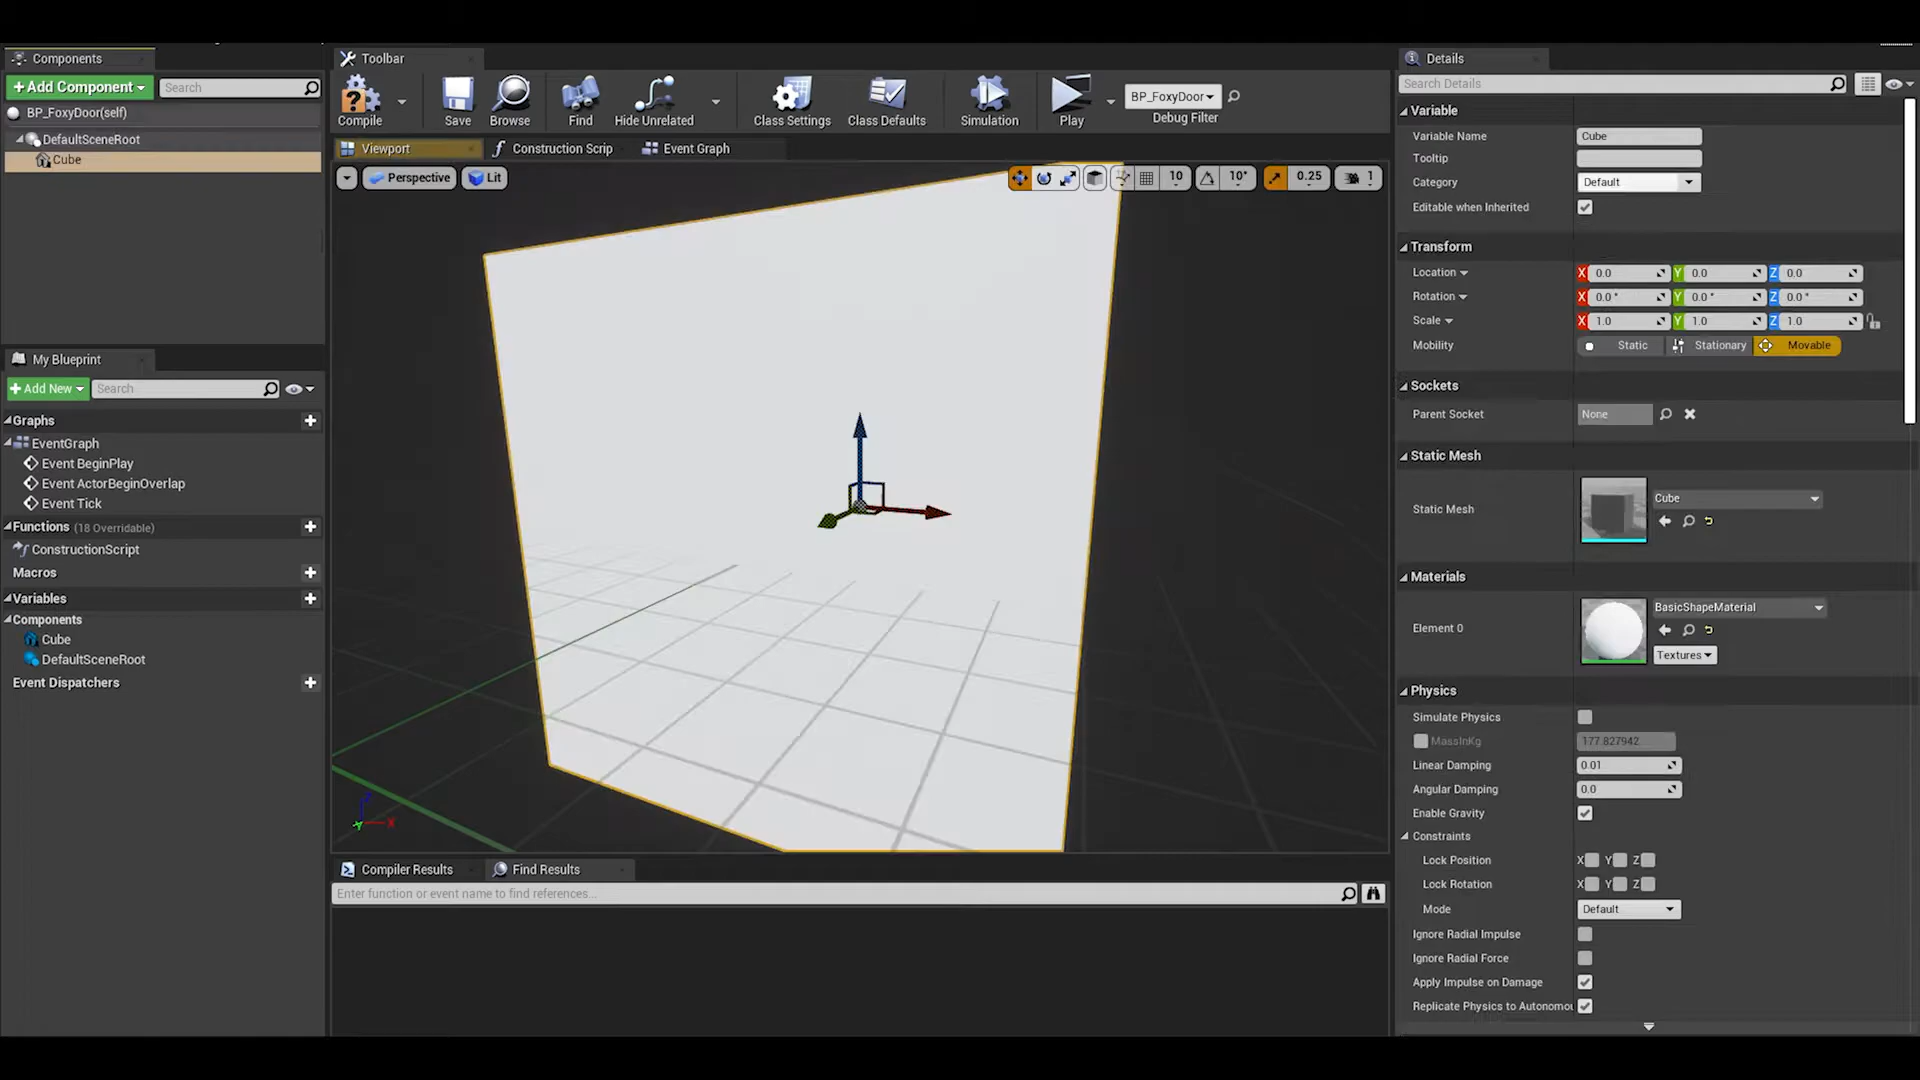 Components
Add Component
Search
BP_FoxyDoor(self)
DefaultSceneRoot
Cube
My Blueprint
Add New
Search
Graphs
EventGraph
Event BeginPlay
Event ActorBeginOverlap
Event Tick
Functions (18 Overridable)
ConstructionScript
Macros
Variables
Components
Cube
DefaultSceneRoot
Event Dispatchers
Toolbar
Compile
Save
Browse
Find
Hide Unrelated
Class Settings
Class Defaults
Simulation
Play
BP_FoxyDoor
Debug Filter
Viewport
Construction Scrip
Event Graph
Perspective
Lit
10
10°
0.25
1
Z
Y
X
Compiler Results
Find Results
Enter function or event name to find references...
Details
Search Details
Variable
Variable Name Cube
Tooltip
Category Default
Editable when Inherited
Transform
Location X 0.0 Y 0.0 Z 0.0
Rotation X 0.0 ° Y 0.0 ° Z 0.0 °
Scale X 1.0 Y 1.0 Z 1.0
Mobility Static Stationary Movable
Sockets
Parent Socket None
Static Mesh
Static Mesh Cube
Materials
Element 0 BasicShapeMaterial
Textures
Physics
Simulate Physics
MassInKg 177.827942
Linear Damping 0.01
Angular Damping 0.0
Enable Gravity
Constraints
Lock Position X Y Z
Lock Rotation X Y Z
Mode Default
Ignore Radial Impulse
Ignore Radial Force
Apply Impulse on Damage
Replicate Physics to Autonomou